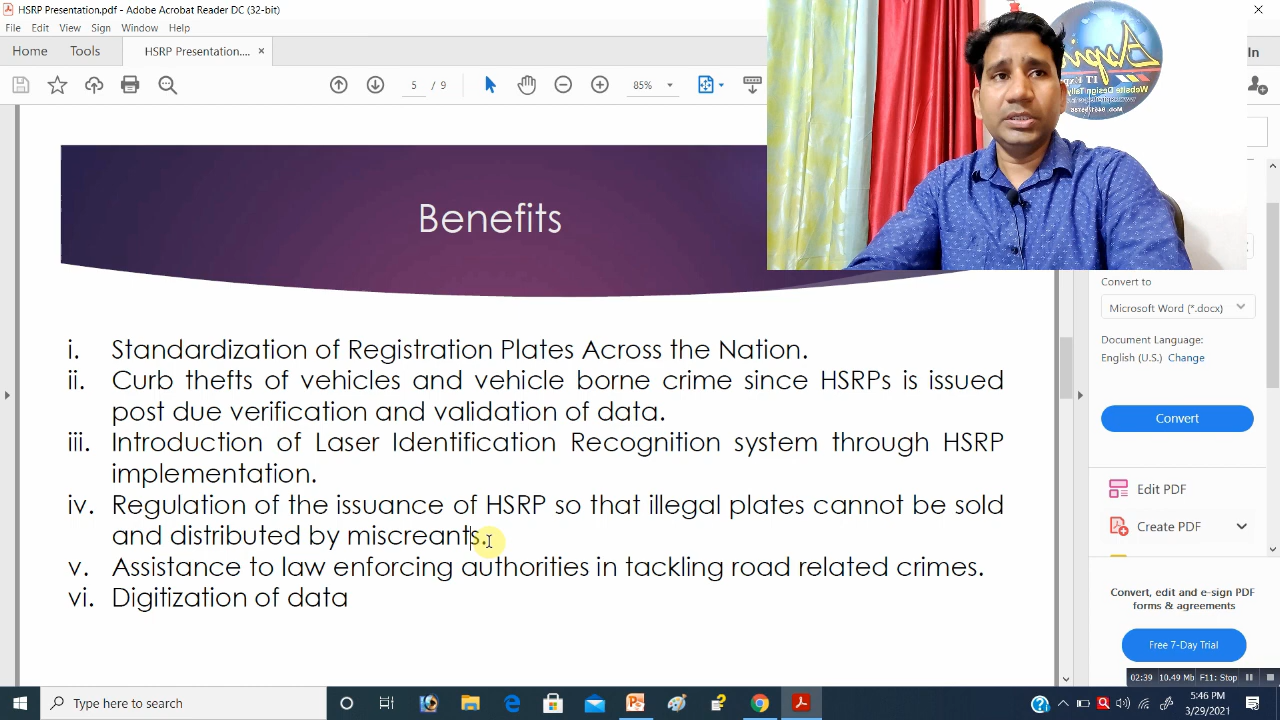 HSRP Presentation.pdf - Adobe Acrobat Reader DC (32-bit)
File Edit View Sign Window Help
Home Tools HSRP Presentation.... × In
5 / 9 85%
Benefits
i. Standardization of Registration Plates Across the Nation.
ii. Curb thefts of vehicles and vehicle borne crime since HSRPs is issued
post due verification and validation of data.
iii. Introduction of Laser Identification Recognition system through HSRP
implementation.
iv. Regulation of the issuance of HSRP so that illegal plates cannot be sold
and distributed by miscreants.
v. Assistance to law enforcing authorities in tackling road related crimes.
vi. Digitization of data
Convert to
Microsoft Word (*.docx)
Document Language:
English (U.S.) Change
Convert
Edit PDF
Create PDF
Convert, edit and e-sign PDF
forms & agreements
Free 7-Day Trial
02:39 10.49 Mb F11: Stop
Type here to search
5:46 PM
3/29/2021